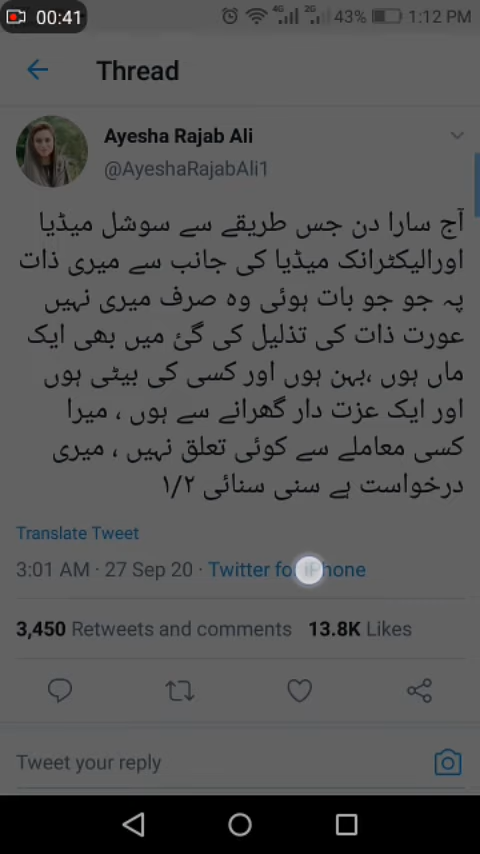 00:41
4G
2G
43%
1:12 PM
Thread
Ayesha Rajab Ali
@AyeshaRajabAli1
آج سارا دن جس طریقے سے سوشل میڈیا
اورالیکٹرانک میڈیا کی جانب سے میری ذات
پہ جو جو بات ہوئی وہ صرف میری نہیں
عورت ذات کی تذلیل کی گئ میں بھی ایک
ماں ہوں ،بہن ہوں اور کسی کی بیٹی ہوں
اور ایک عزت دار گھرانے سے ہوں ، میرا
کسی معاملے سے کوئی تعلق نہیں ، میری
درخواست ہے سنی سنائی ۱/۲
Translate Tweet
3:01 AM · 27 Sep 20 · Twitter for iPhone
3,450 Retweets and comments 13.8K Likes
Tweet your reply